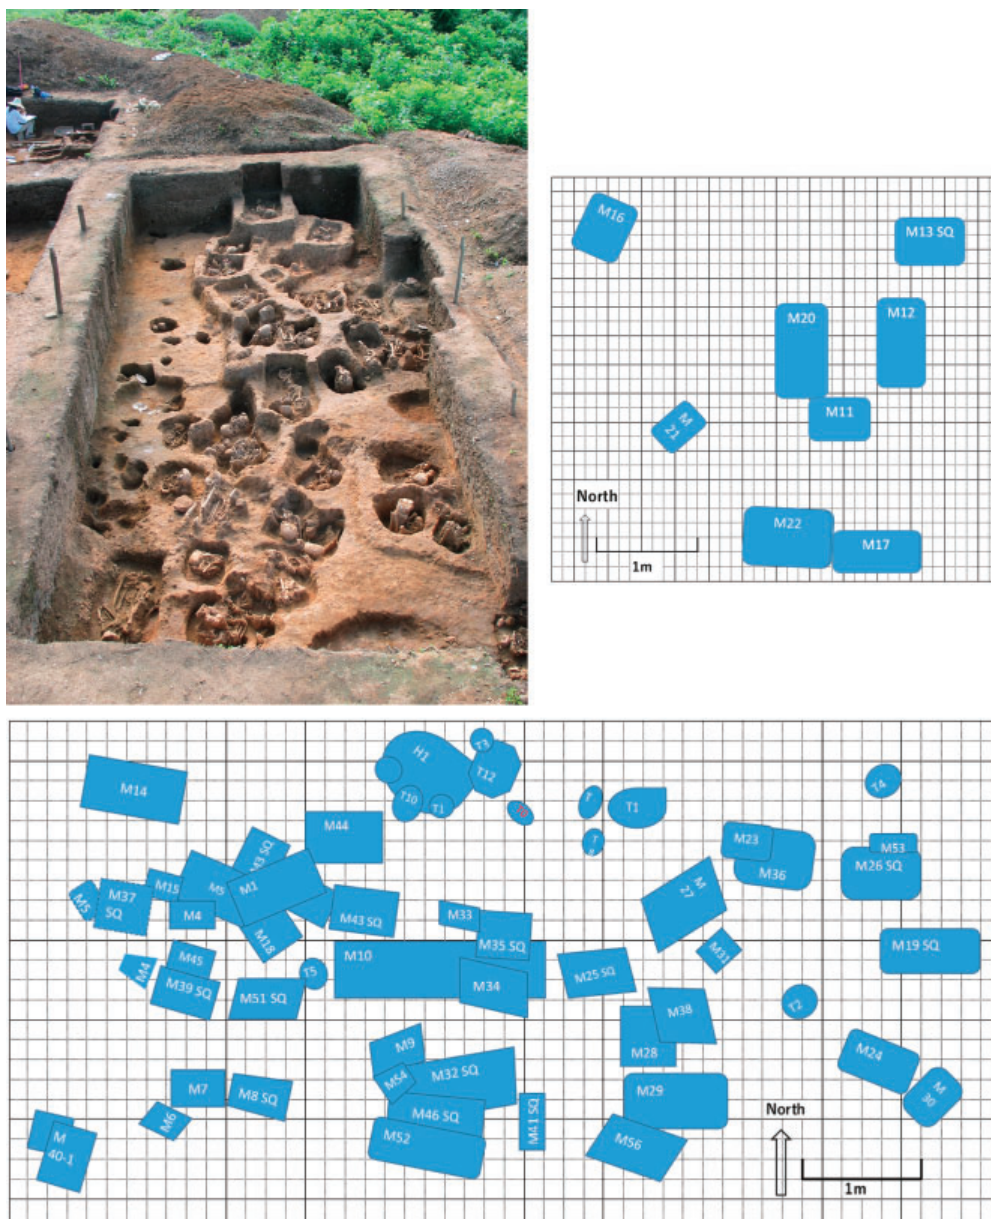 M16
M13 SQ
M20
M12
M11
M
21
North
1m
M22
M17
H1
T3
T12
M14
T10
T1
T
T1
T4
M44
T
8
M23
M36
M53
M26 SQ
M3 SQ
M5
M1
M15
M37
SQ
M5
M4
M43 SQ
M33
M
27
M18
M35 SQ
M31
M19 SQ
M10
M45
M4
T5
M25 SQ
M39 SQ
M51 SQ
M34
T2
M38
M9
M28
M24
M54
M32 SQ
M7
M8 SQ
M29
M
30
M6
M46 SQ
M41 SQ
North
M
40-1
M52
M56
1m